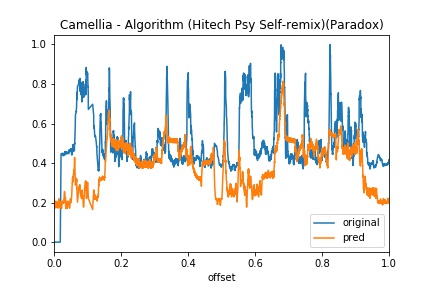 Camellia - Algorithm (Hitech Psy Self-remix)(Paradox)
1.0
0.8
0.6
0.4
0.2
0.0
0.0 0.2 0.4 0.6 0.8 1.0
offset
original
pred